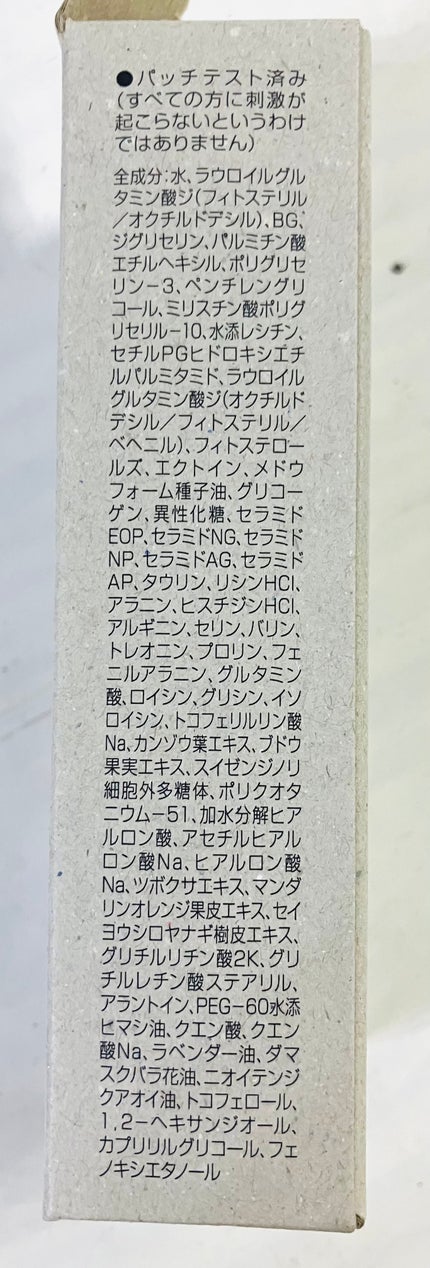 ●パッチテスト済み
(すべての方に刺激が
起こらないというわけ
ではありません)
全成分:水、ラウロイルグル
タミン酸ジ(フィトステリル
/オクチルドデシル)、BG、
ジグリセリン、パルミチン酸
エチルヘキシル、ポリグリセ
リン-3、ペンチレングリ
コール、ミリスチン酸ポリグ
リセリル-10、水添レシチン、
セチルPGヒドロキシエチ
ルパルミタミド、ラウロイル
グルタミン酸ジ(オクチルド
デシル/フィトステリル/
ベヘニル)、フィトステロー
ルズ、エクトイン、メドウ
フォーム種子油、グリコー
ゲン、異性化糖、セラミド
EOP、セラミドNG、セラミド
NP、セラミドAG、セラミド
AP、タウリン、リシンHCl、
アラニン、ヒスチジンHCl、
アルギニン、セリン、バリン、
トレオニン、プロリン、フェ
ニルアラニン、グルタミン
酸、ロイシン、グリシン、イソ
ロイシン、トコフェリルリン酸
Na、カンゾウ葉エキス、ブドウ
果実エキス、スイゼンジノリ
細胞外多糖体、ポリクオタ
ニウム-51、加水分解ヒア
ルロン酸、アセチルヒアル
ロン酸Na、ヒアルロン酸
Na、ツボクサエキス、マンダ
リンオレンジ果皮エキス、セイ
ヨウシロヤナギ樹皮エキス、
グリチルリチン酸2K、グリ
チルレチン酸ステアリル、
アラントイン、PEG-60水添
ヒマシ油、クエン酸、クエン
酸Na、ラベンダー油、ダマ
スクバラ花油、ニオイテンジ
クアオイ油、トコフェロール、
1,2-ヘキサンジオール、
カプリリルグリコール、フェ
ノキシエタノール